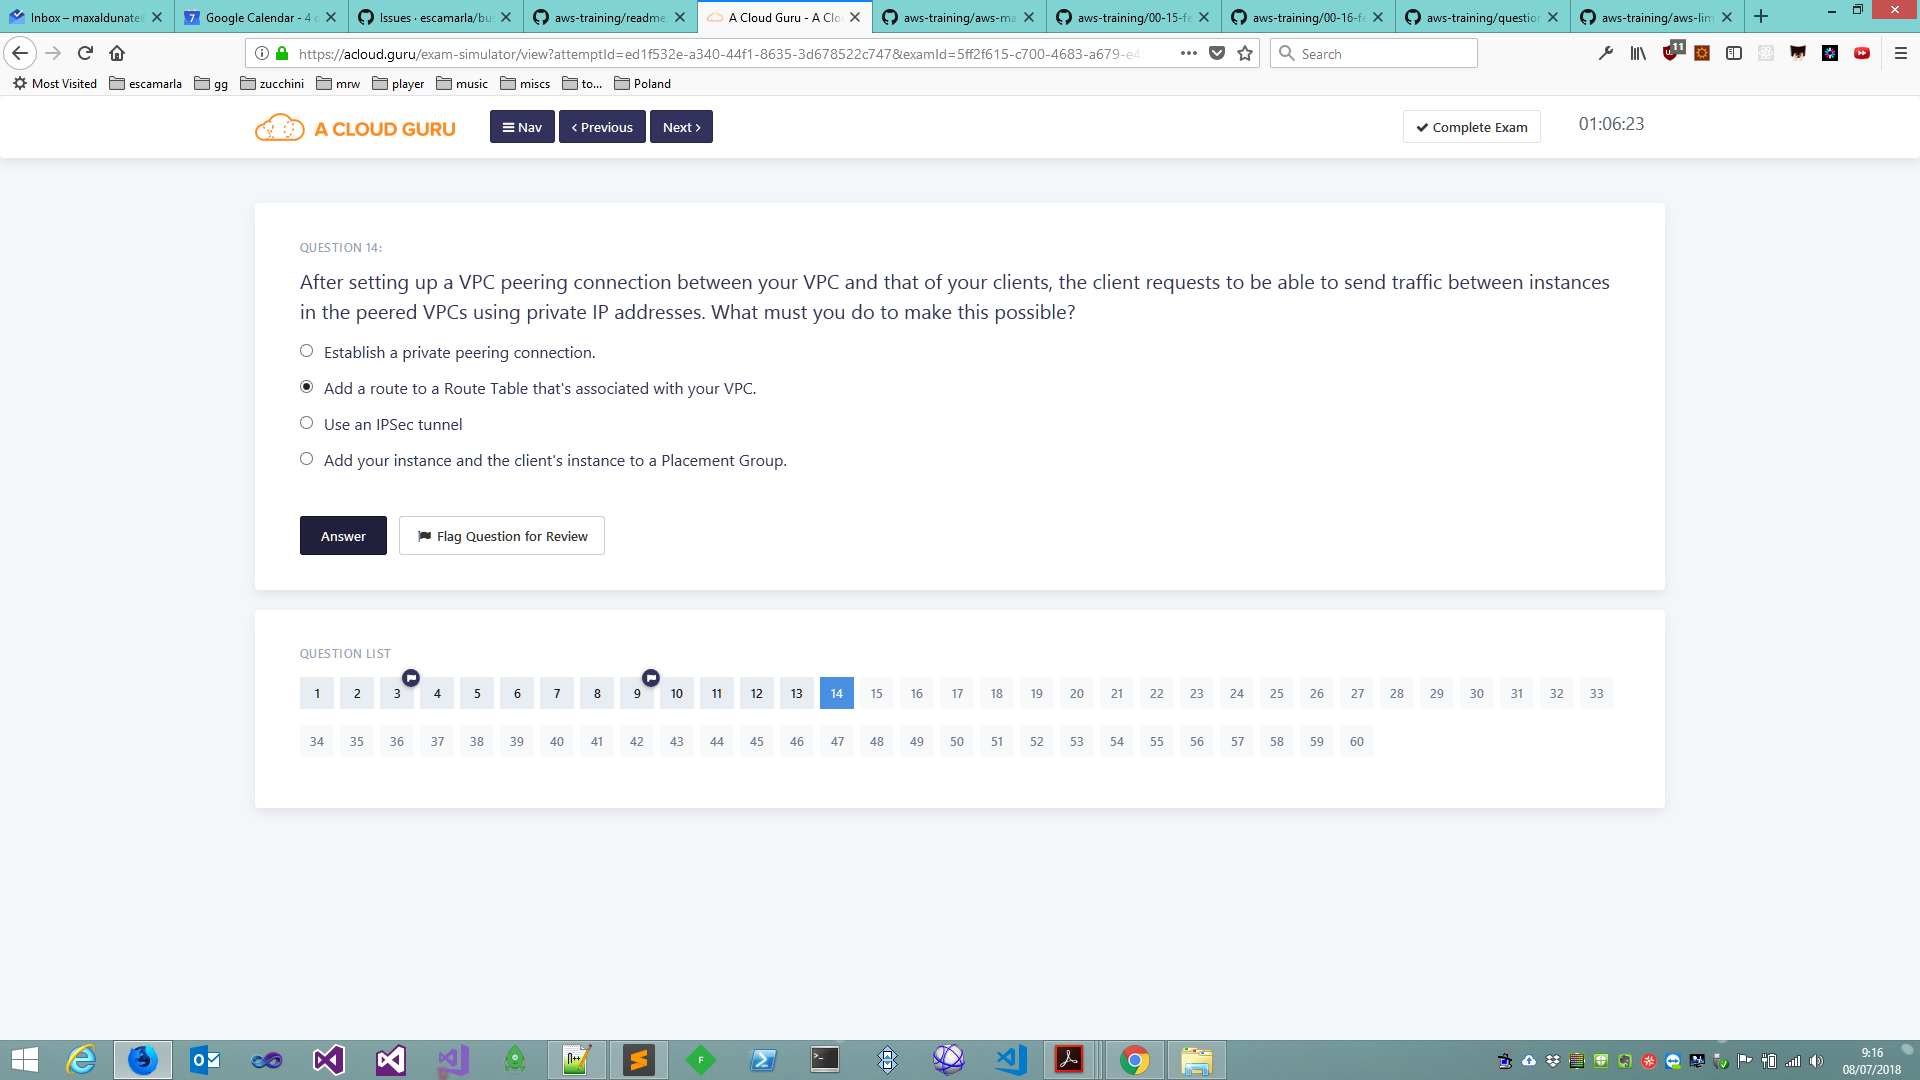 Inbox – maxaldunate
Google Calendar - 4
Issues · escamarla/bu
aws-training/readme
A Cloud Guru - A Clo
aws-training/aws-ma
aws-training/00-15-fe
aws-training/00-16-fe
aws-training/question
aws-training/aws-lim
https://acloud.guru/exam-simulator/view?attemptId=ed1f532e-a340-44f1-8635-3d678522c747&examId=5ff2f615-c700-4683-a679-e4
Search
11
Most Visited escamarla gg zucchini mrw player music miscs to... Poland
A CLOUD GURU
Nav
Previous
Next
Complete Exam
01:06:23
QUESTION 14:
After setting up a VPC peering connection between your VPC and that of your clients, the client requests to be able to send traffic between instances
in the peered VPCs using private IP addresses. What must you do to make this possible?
Establish a private peering connection.
Add a route to a Route Table that's associated with your VPC.
Use an IPSec tunnel
Add your instance and the client's instance to a Placement Group.
Answer
Flag Question for Review
QUESTION LIST
1 2 3 4 5 6 7 8 9 10 11 12 13 14 15 16 17 18 19 20 21 22 23 24 25 26 27 28 29 30 31 32 33
34 35 36 37 38 39 40 41 42 43 44 45 46 47 48 49 50 51 52 53 54 55 56 57 58 59 60
9:16
08/07/2018